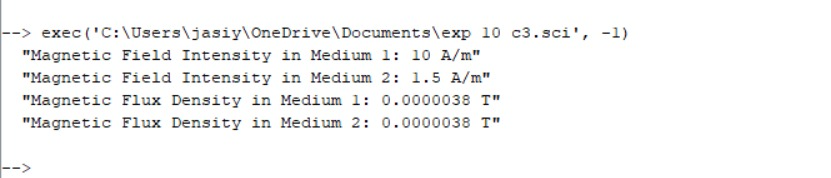 --> exec('C:\Users\jasiy\OneDrive\Documents\exp 10 c3.sci', -1)
"Magnetic Field Intensity in Medium 1: 10 A/m"
"Magnetic Field Intensity in Medium 2: 1.5 A/m"
"Magnetic Flux Density in Medium 1: 0.0000038 T"
"Magnetic Flux Density in Medium 2: 0.0000038 T"
-->